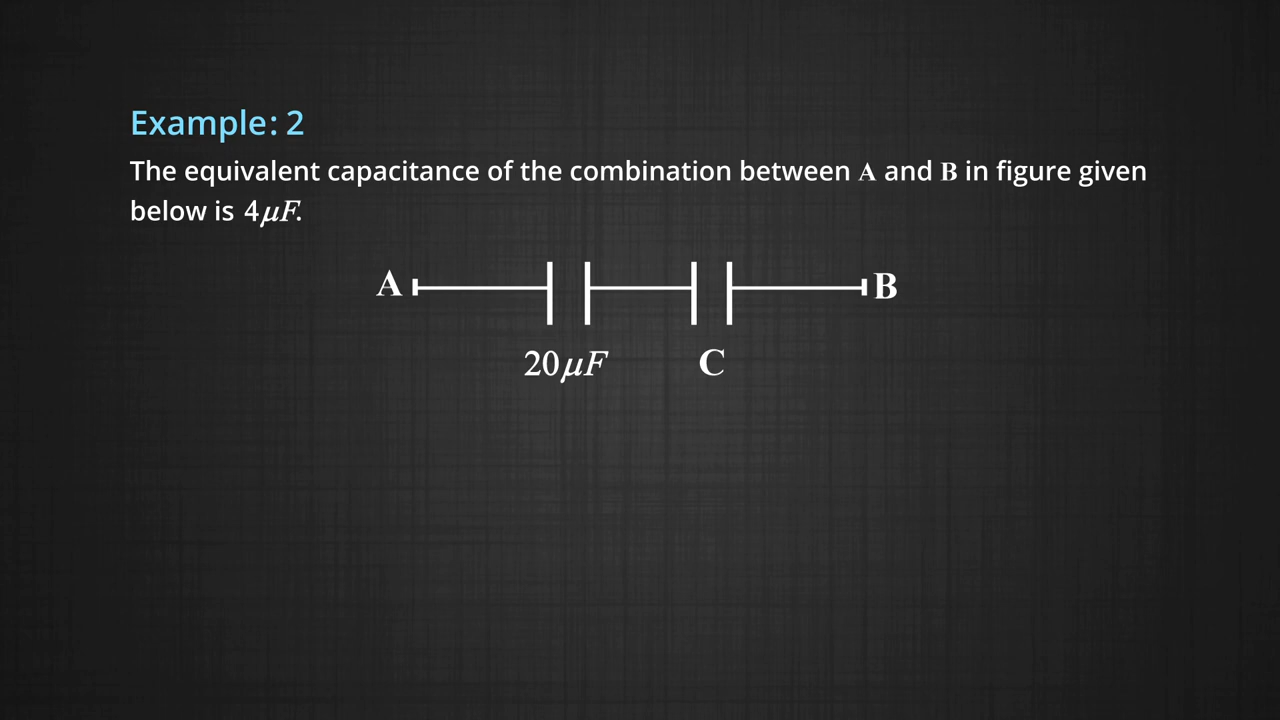 Example: 2
The equivalent capacitance of the combination between A and B in figure given
below is 4μF.
A B
20μF C